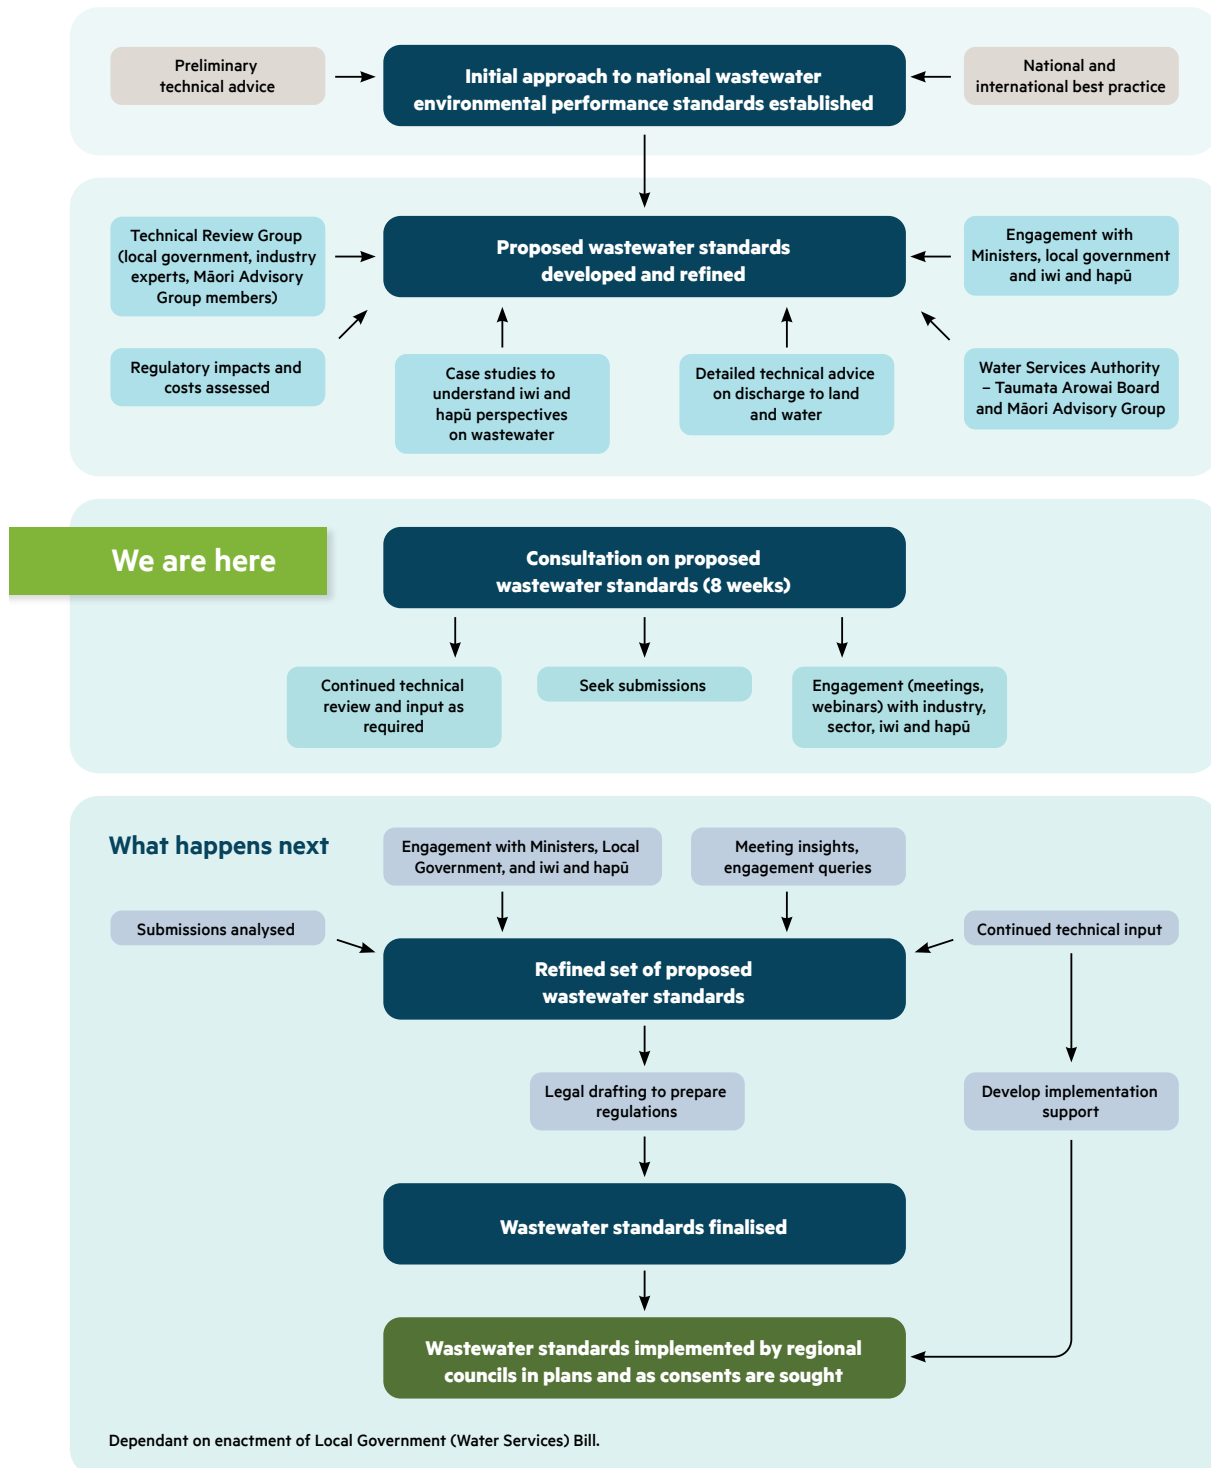 Preliminary
technical advice
Initial approach to national wastewater
environmental performance standards established
National and
international best practice
Technical Review Group
(local government, industry
experts, Māori Advisory
Group members)
Proposed wastewater standards
developed and refined
Engagement with
Ministers, local government
and iwi and hapū
Regulatory impacts and
costs assessed
Case studies to
understand iwi and
hapū perspectives
on wastewater
Detailed technical advice
on discharge to land
and water
Water Services Authority
– Taumata Arowai Board
and Māori Advisory Group
We are here
Consultation on proposed
wastewater standards (8 weeks)
Continued technical
review and input as
required
Seek submissions
Engagement (meetings,
webinars) with industry,
sector, iwi and hapū
What happens next
Engagement with Ministers, Local
Government, and iwi and hapū
Meeting insights,
engagement queries
Submissions analysed
Continued technical input
Refined set of proposed
wastewater standards
Legal drafting to prepare
regulations
Develop implementation
support
Wastewater standards finalised
Wastewater standards implemented by regional
councils in plans and as consents are sought
Dependant on enactment of Local Government (Water Services) Bill.